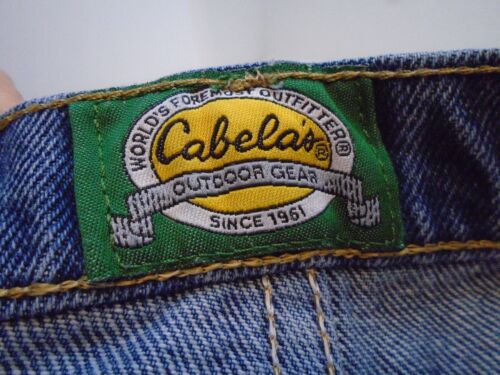 WORLD'S FOREMOST OUTFITTER®
Cabela's®
OUTDOOR GEAR
SINCE 1961